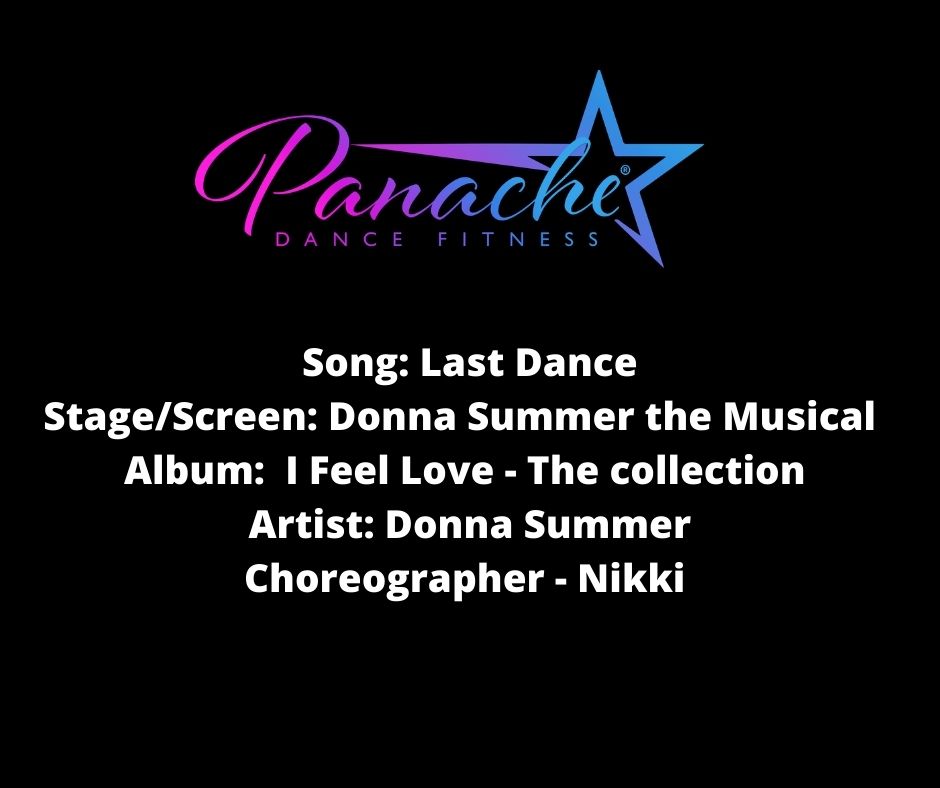 Panache®
DANCE FITNESS
Song: Last Dance
Stage/Screen: Donna Summer the Musical
Album:  I Feel Love - The collection
Artist: Donna Summer
Choreographer - Nikki